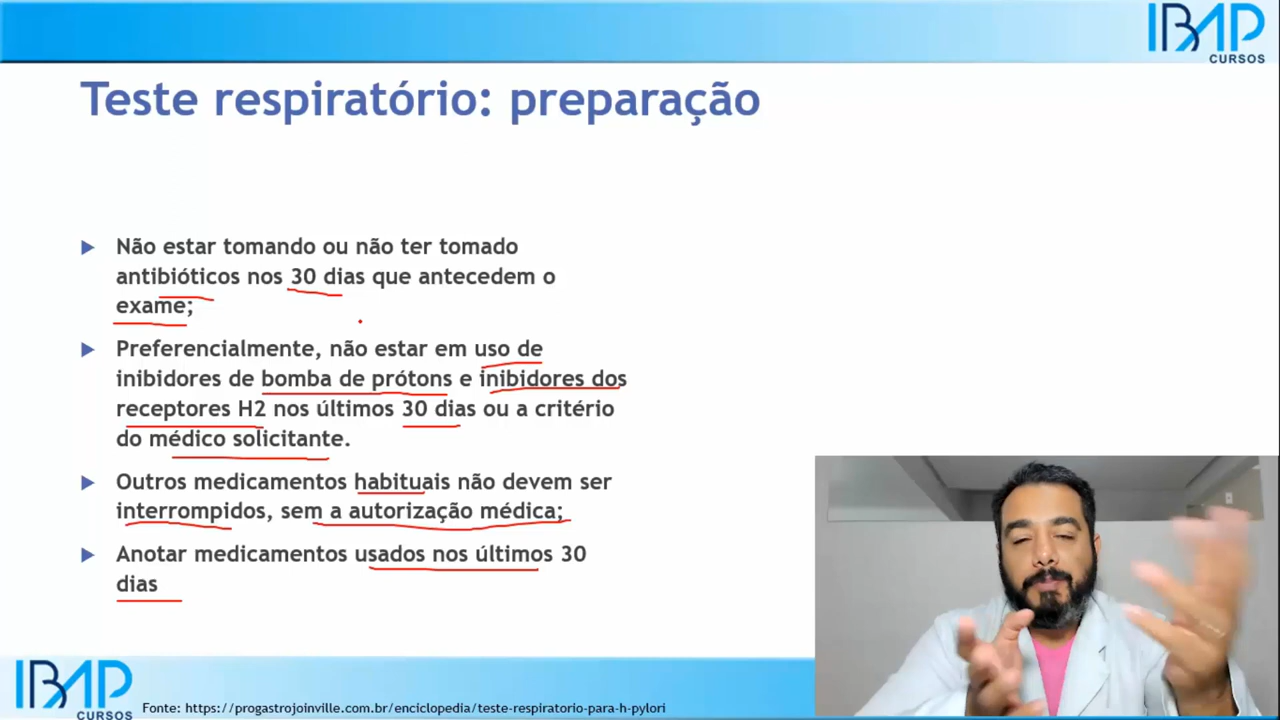 IBAP
CURSOS
Teste respiratório: preparação
Não estar tomando ou não ter tomado
antibióticos nos 30 dias que antecedem o
exame;
Preferencialmente, não estar em uso de
inibidores de bomba de prótons e inibidores dos
receptores H2 nos últimos 30 dias ou a critério
do médico solicitante.
Outros medicamentos habituais não devem ser
interrompidos, sem a autorização médica;
Anotar medicamentos usados nos últimos 30
dias
IBAP
CURSOS
Fonte: https://progastrojoinville.com.br/enciclopedia/teste-respiratorio-para-h-pylori